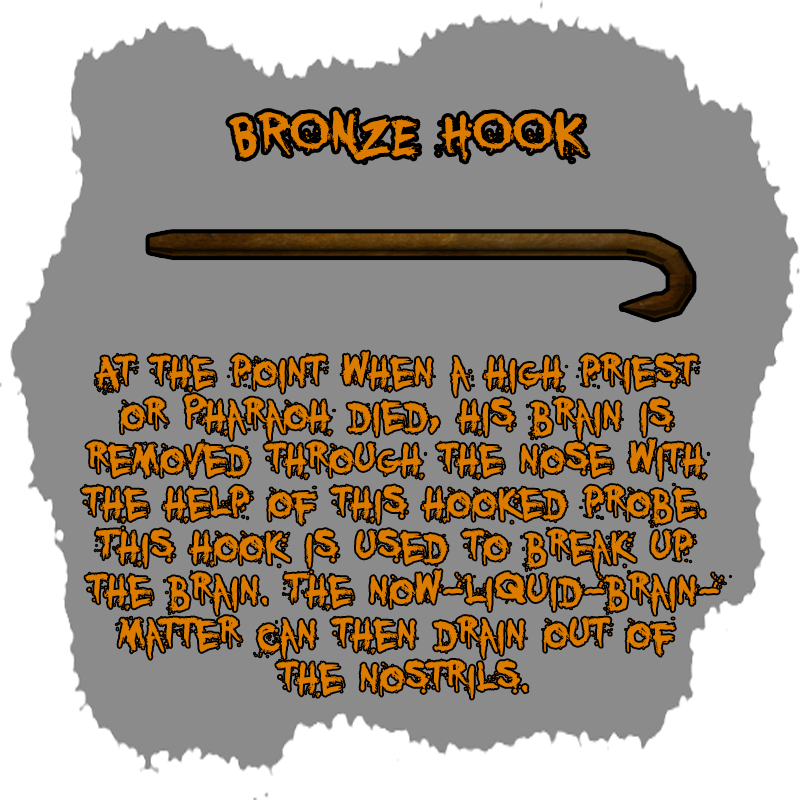 BRONZE HOOK
AT THE POINT WHEN A HIGH PRIEST
OR PHARAOH DIED, HIS BRAIN IS
REMOVED THROUGH THE NOSE WITH
THE HELP OF THIS HOOKED PROBE.
THIS HOOK IS USED TO BREAK UP
THE BRAIN. THE NOW-LIQUID-BRAIN-
MATTER CAN THEN DRAIN OUT OF
THE NOSTRILS.